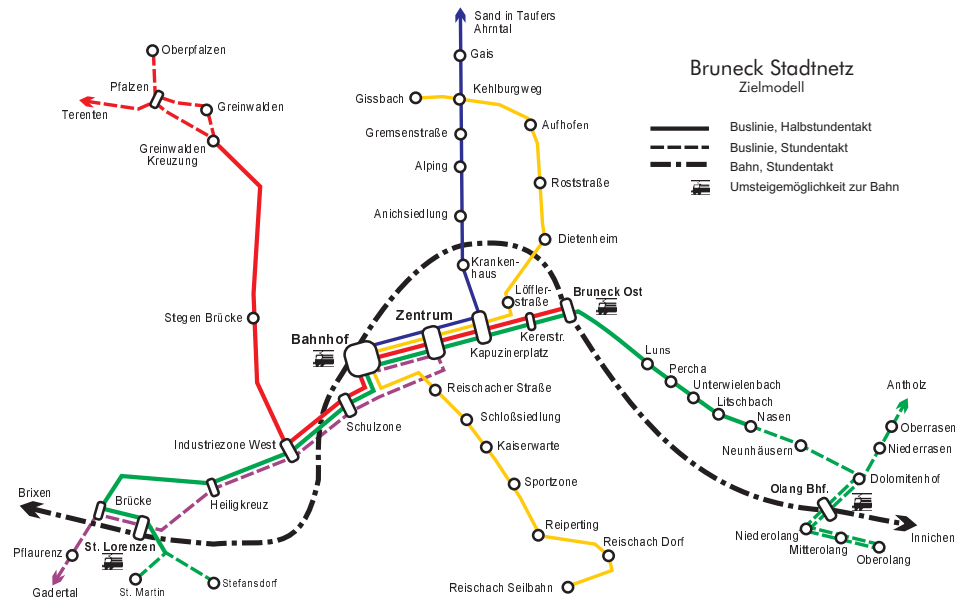 Sand in Taufers
Ahrntal
Gais
Oberpfalzen
Bruneck Stadtnetz
Zielmodell
Pfalzen
Kehlburgweg
Gissbach
Greinwalden
Terenten
Aufhofen
Buslinie, Halbstundentakt
Gremsenstraße
Greinwalden
Kreuzung
Buslinie, Stundentakt
Alping
Bahn, Stundentakt
Roststraße
Umsteigemöglichkeit zur Bahn
Anichsiedlung
Dietenheim
Kranken-
haus
Löffler-
straße
Bruneck Ost
Stegen Brücke
Zentrum
Bahnhof
Kererstr.
Kapuzinerplatz
Luns
Percha
Unterwielenbach
Litschbach
Nasen
Antholz
Reischacher Straße
Schulzone
Schloßsiedlung
Oberrasen
Industriezone West
Kaiserwarte
Neunhäusern
Niederrasen
Sportzone
Dolomitenhof
Olang Bhf.
Brixen
Brücke
Heiligkreuz
Reiperting
Niederolang
Innichen
Pflaurenz
St. Lorenzen
Reischach Dorf
Mitterolang
Oberolang
Gadertal
St. Martin
Stefansdorf
Reischach Seilbahn